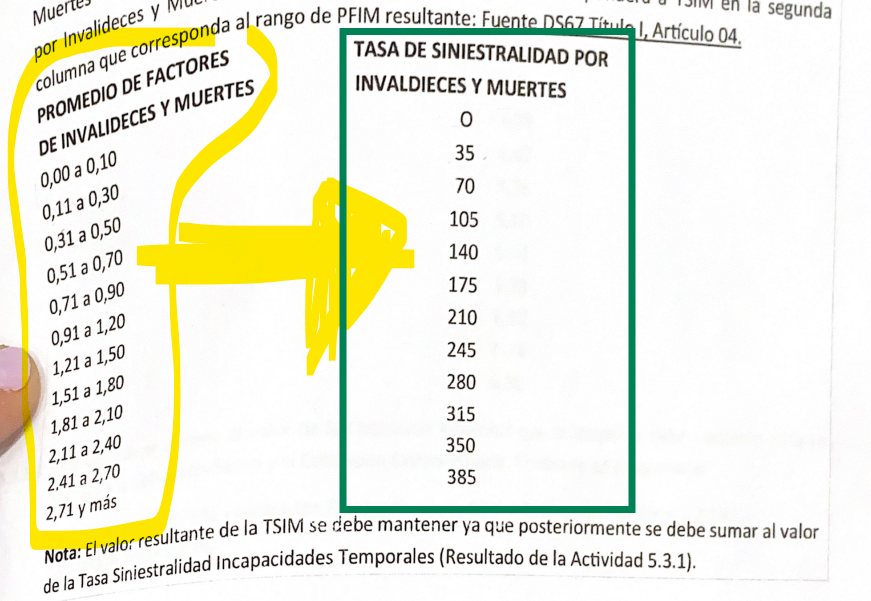 Muertes
TSIM en la segunda
por Invalideces y
columna que corresponda al rango de PFIM resultante: Fuente DS67 Título I, Artículo 04.
PROMEDIO DE FACTORES
DE INVALIDECES Y MUERTES
TASA DE SINIESTRALIDAD POR
INVALDIECES Y MUERTES
0,00 a 0,10 O
0,11 a 0,30 35
0,31 a 0,50 70
0,51 a 0,70 105
0,71 a 0,90 140
0,91 a 1,20 175
1,21 a 1,50 210
1,51 a 1,80 245
1,81 a 2,10 280
2,11 a 2,40 315
2,41 a 2,70 350
2,71 y más 385
Nota: El valor resultante de la TSIM se debe mantener ya que posteriormente se debe sumar al valor
de la Tasa Siniestralidad Incapacidades Temporales (Resultado de la Actividad 5.3.1).